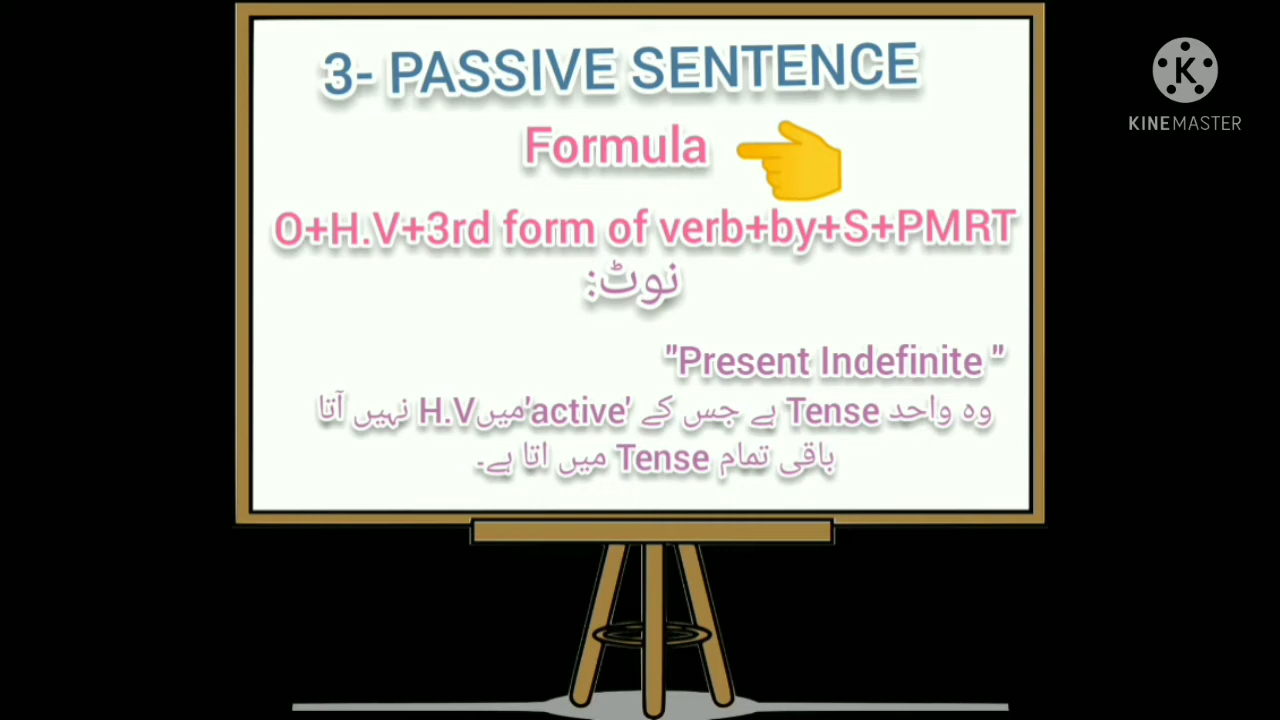 3- PASSIVE SENTENCE
Formula
O+H.V+3rd form of verb+by+S+PMRT
نوٹ:
"Present Indefinite "
وہ واحد Tense ہے جس کے 'active'میںH.V نہیں آتا
باقی تمام Tense میں اتا ہے۔
K
KINEMASTER